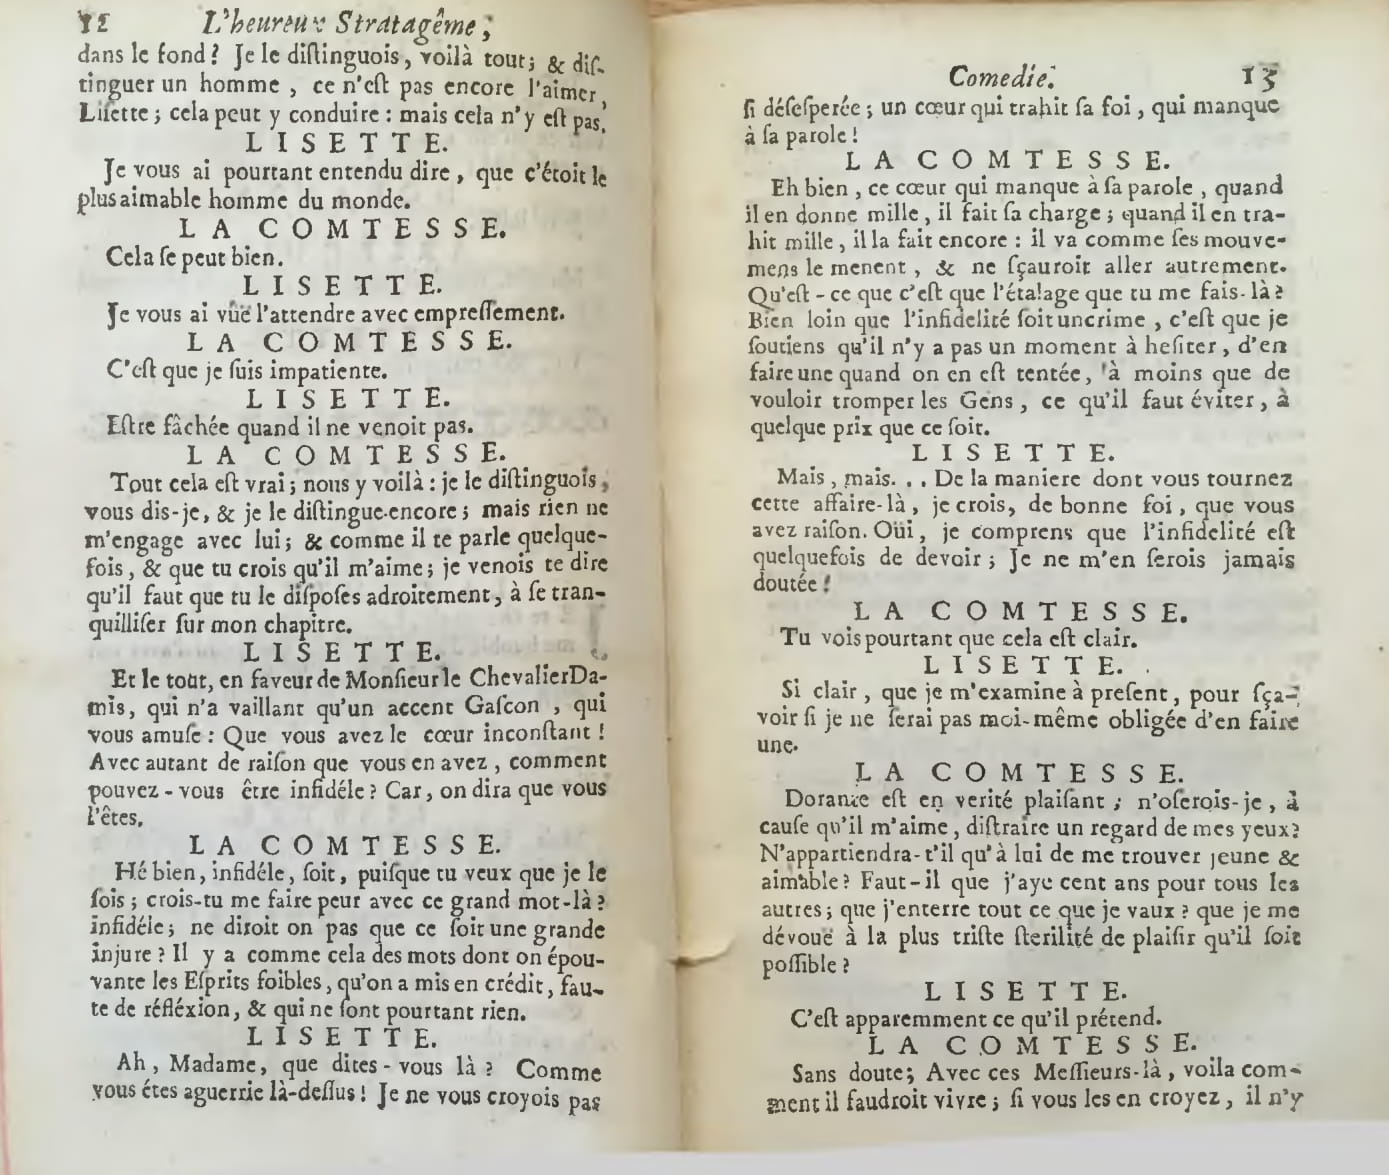 12 L'heureux Stratagême,
dans le fond? Je le diſtinguois, voilà tout; & diſ-
tinguer un homme, ce n'eſt pas encore l'aimer,
Liſette; cela peut y conduire: mais cela n'y eſt pas.
LISETTE.
Je vous ai pourtant entendu dire, que c'étoit le
plus aimable homme du monde.
LA COMTESSE.
Cela ſe peut bien.
LISETTE.
Je vous ai vûë l'attendre avec empreſſement.
LA COMTESSE.
C'eſt que je ſuis impatiente.
LISETTE.
Eſtre fâchée quand il ne venoit pas.
LA COMTESSE.
Tout cela eſt vrai; nous y voilà: je le diſtinguois,
vous dis-je, & je le diſtingue encore; mais rien ne
m'engage avec lui; & comme il te parle quelque-
fois, & que tu crois qu'il m'aime; je venois te dire
qu'il faut que tu le diſpoſes adroitement, à ſe tran-
quilliſer ſur mon chapitre.
LISETTE.
Et le tout, en faveur de Monſieur le Chevalier Da-
mis, qui n'a vaillant qu'un accent Gaſcon, qui
vous amuſe: Que vous avez le cœur inconſtant!
Avec autant de raiſon que vous en avez, comment
pouvez-vous être infidéle? Car, on dira que vous
l'êtes.
LA COMTESSE.
Hé bien, infidéle, ſoit, puiſque tu veux que je le
ſois; crois-tu me faire peur avec ce grand mot-là?
infidéle; ne diroit on pas que ce ſoit une grande
injure? Il y a comme cela des mots dont on épou-
vante les Eſprits foibles, qu'on a mis en crédit, fau-
te de réfléxion, & qui ne ſont pourtant rien.
LISETTE.
Ah, Madame, que dites-vous là? Comme
vous étes aguerrie là-deſſus! Je ne vous croyois pas
Comedie. 13
ſi déſeſperée; un cœur qui trahit ſa foi, qui manque
à ſa parole!
LA COMTESSE.
Eh bien, ce cœur qui manque à ſa parole, quand
il en donne mille, il fait ſa charge; quand il en tra-
hit mille, il la fait encore: il va comme ſes mouve-
mens le menent, & ne ſçauroit aller autrement.
Qu'eſt-ce que c'eſt que l'étalage que tu me fais-là?
Bien loin que l'infidelité ſoit un crime, c'eſt que je
ſoutiens qu'il n'y a pas un moment à heſiter, d'en
faire une quand on en eſt tentée, à moins que de
vouloir tromper les Gens, ce qu'il faut éviter, à
quelque prix que ce ſoit.
LISETTE.
Mais, mais... De la maniere dont vous tournez
cette affaire-là, je crois, de bonne foi, que vous
avez raiſon. Oüi, je comprens que l'infidelité eſt
quelquefois de devoir; Je ne m'en ſerois jamais
doutée!
LA COMTESSE.
Tu vois pourtant que cela eſt clair.
LISETTE.
Si clair, que je m'examine à preſent, pour ſça-
voir ſi je ne ſerai pas moi-même obligée d'en faire
une.
LA COMTESSE.
Dorante eſt en verité plaiſant; n'oſerois-je, à
cauſe qu'il m'aime, diſtraire un regard de mes yeux?
N'appartiendra-t'il qu'à lui de me trouver jeune &
aimable? Faut-il que j'aye cent ans pour tous les
autres; que j'enterre tout ce que je vaux? que je me
dévouë à la plus triſte ſterilité de plaiſir qu'il ſoit
poſſible?
LISETTE.
C'eſt apparemment ce qu'il prétend.
LA COMTESSE.
Sans doute; Avec ces Meſſieurs-là, voila com-
ment il faudroit vivre; ſi vous les en croyez, il n'y